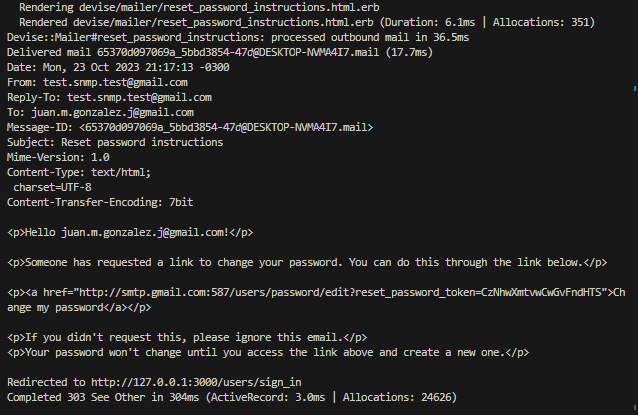 Rendering devise/mailer/reset_password_instructions.html.erb
Rendered devise/mailer/reset_password_instructions.html.erb (Duration: 6.1ms | Allocations: 351)
Devise::Mailer#reset_password_instructions: processed outbound mail in 36.5ms
Delivered mail 65370d097069a_5bbd3854-47d@DESKTOP-NVMA4I7.mail (17.7ms)
Date: Mon, 23 Oct 2023 21:17:13 -0300
From: test.snmp.test@gmail.com
Reply-To: test.snmp.test@gmail.com
To: juan.m.gonzalez.j@gmail.com
Message-ID: <65370d097069a_5bbd3854-47d@DESKTOP-NVMA4I7.mail>
Subject: Reset password instructions
Mime-Version: 1.0
Content-Type: text/html;
charset=UTF-8
Content-Transfer-Encoding: 7bit
<p>Hello juan.m.gonzalez.j@gmail.com!</p>
<p>Someone has requested a link to change your password. You can do this through the link below.</p>
<p><a href="http://smtp.gmail.com:587/users/password/edit?reset_password_token=CzNhwXmtvwCwGvFndHTS">Ch
ange my password</a></p>
<p>If you didn't request this, please ignore this email.</p>
<p>Your password won't change until you access the link above and create a new one.</p>
Redirected to http://127.0.0.1:3000/users/sign_in
Completed 303 See Other in 304ms (ActiveRecord: 3.0ms | Allocations: 24626)